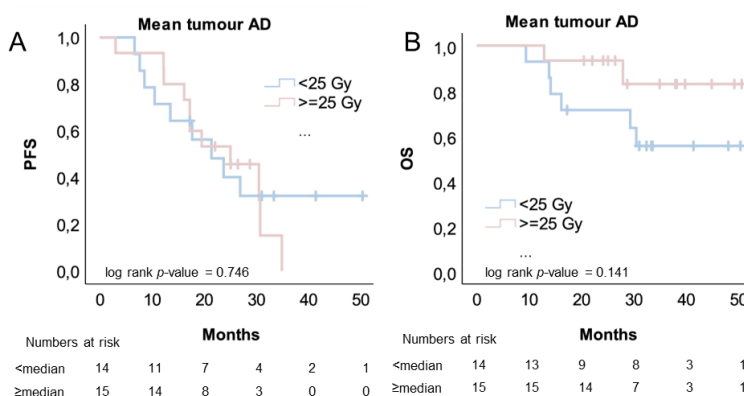 A
Mean tumour AD
PFS
1,0
0,8
0,6
0,4
0,2
0,0
<25 Gy
>=25 Gy
...
log rank p-value = 0.746
0 10 20 30 40 50
Months
Numbers at risk
<median 14 11 7 4 2 1
≥median 15 14 8 3 0 0
B
Mean tumour AD
OS
1,0
0,8
0,6
0,4
0,2
0,0
<25 Gy
>=25 Gy
...
log rank p-value = 0.141
0 10 20 30 40 50
Months
Numbers at risk
<median 14 13 9 8 3 1
≥median 15 15 14 7 3 1